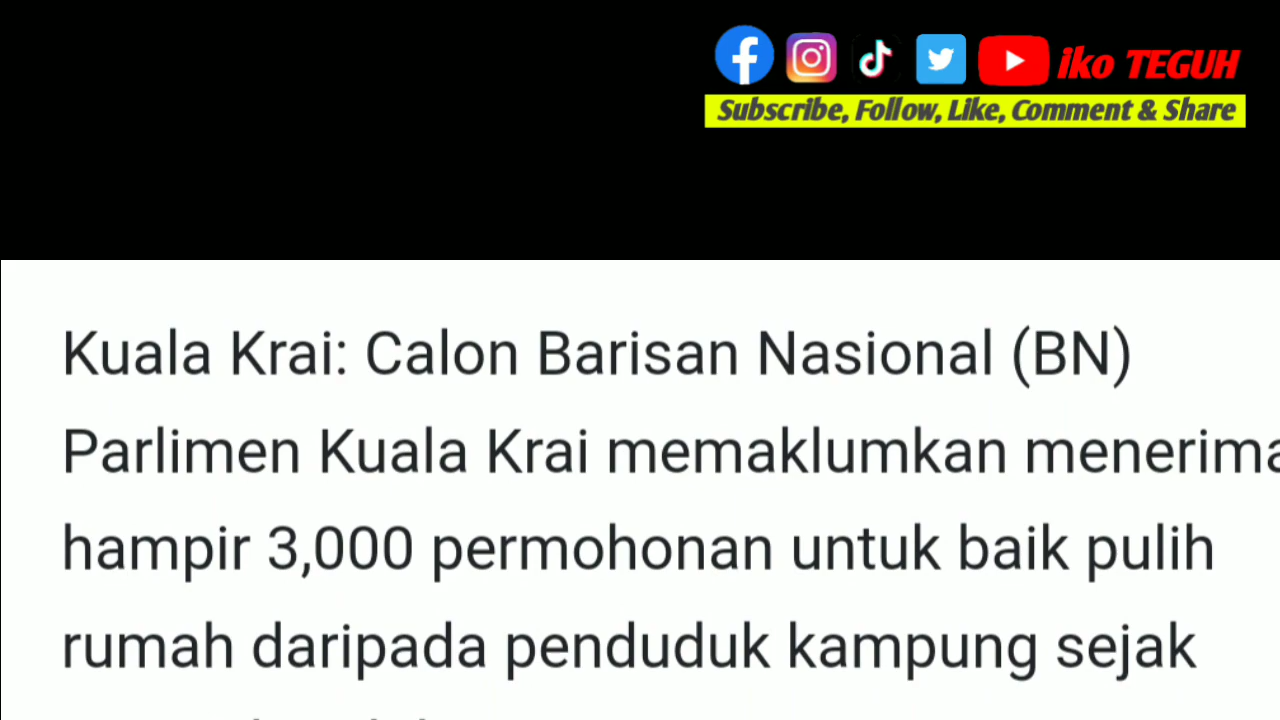 iko TEGUH
Subscribe, Follow, Like, Comment & Share
Kuala Krai: Calon Barisan Nasional (BN)
Parlimen Kuala Krai memaklumkan menerima
hampir 3,000 permohonan untuk baik pulih
rumah daripada penduduk kampung sejak